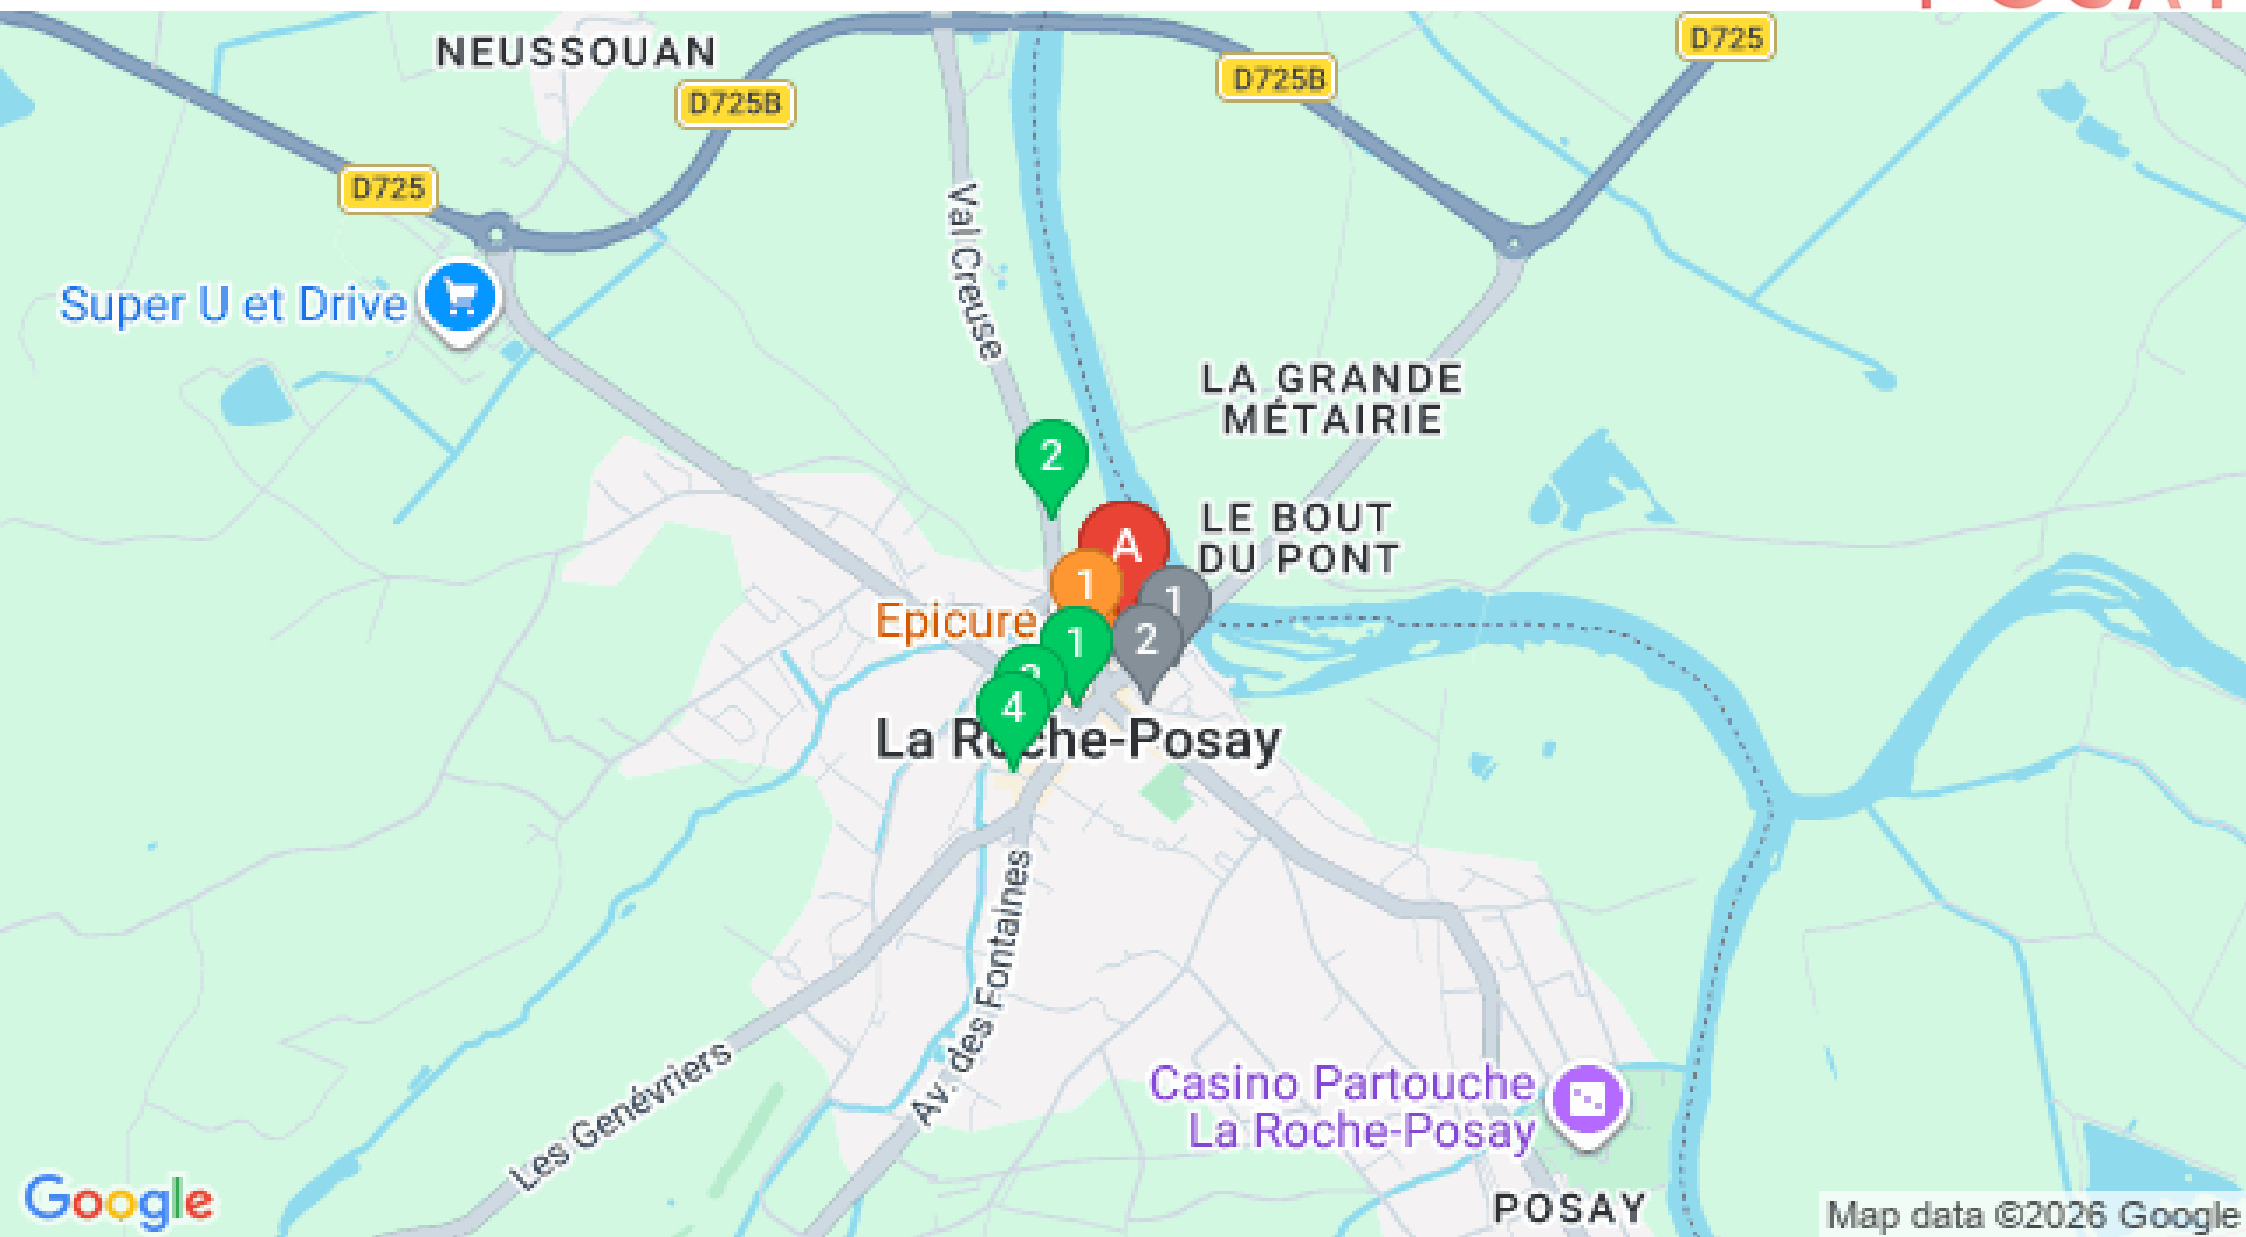 NEUSSOUAN
D725
D725B
D725B
D725
Val Creuse
Super U et Drive
LA GRANDE
MÉTAIRIE
2
LE BOUT
DU PONT
A
1
1
Epicure
1
2
4
La Roche-Posay
Av. des Fontaines
Les Genévriers
Casino Partouche
La Roche-Posay
POSAY
Google
Map data ©2026 Google